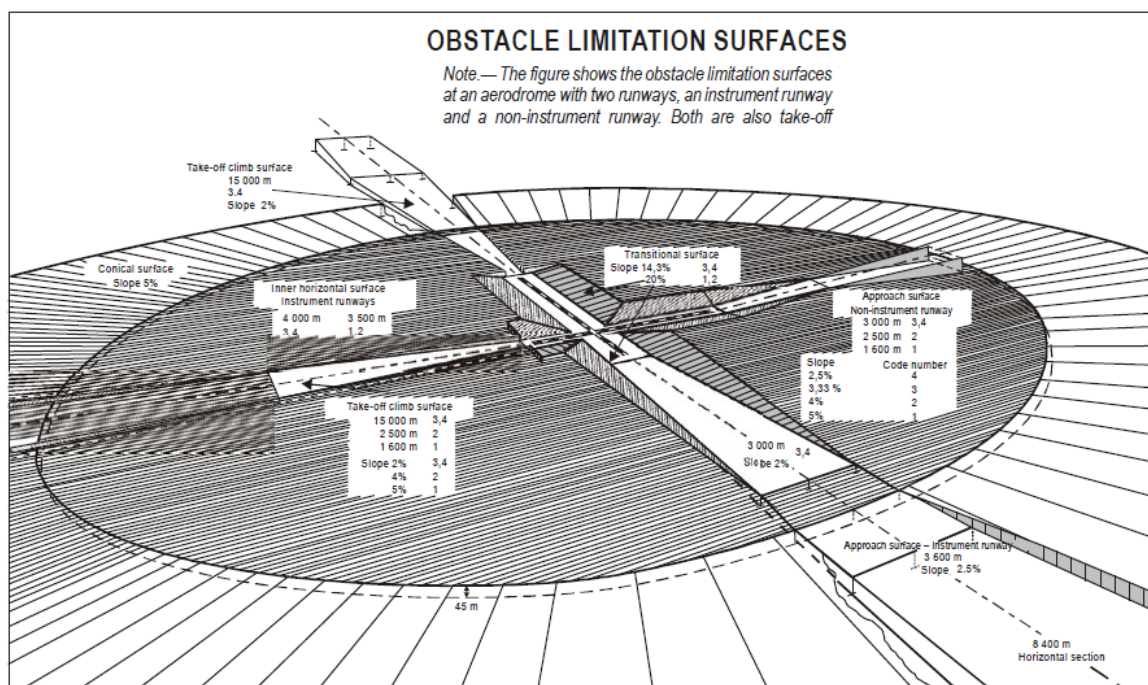 OBSTACLE LIMITATION SURFACES
Note.— The figure shows the obstacle limitation surfaces
at an aerodrome with two runways, an instrument runway
and a non-instrument runway. Both are also take-off
Take-off climb surface
15 000 m
3.4
Slope 2%
Conical surface
Slope 5%
Transitional surface
Slope 14,3% 3,4
20% 1,2
Inner horizontal surface
Instrument runways
4 000 m 3 500 m
3,4 1,2
Approach surface
Non-instrument runway
3 000 m 3,4
2 500 m 2
1 600 m 1
Slope Code number
2,5% 4
3,33 % 3
4% 2
5% 1
Take-off climb surface
15 000 m 3,4
2 500 m 2
1 600 m 1
Slope 2% 3,4
4% 2
5% 1
3 000 m 3,4
Slope 2%
Approach surface – Instrument runway
3 600 m
Slope 2.5%
45 m
8 400 m
Horizontal section